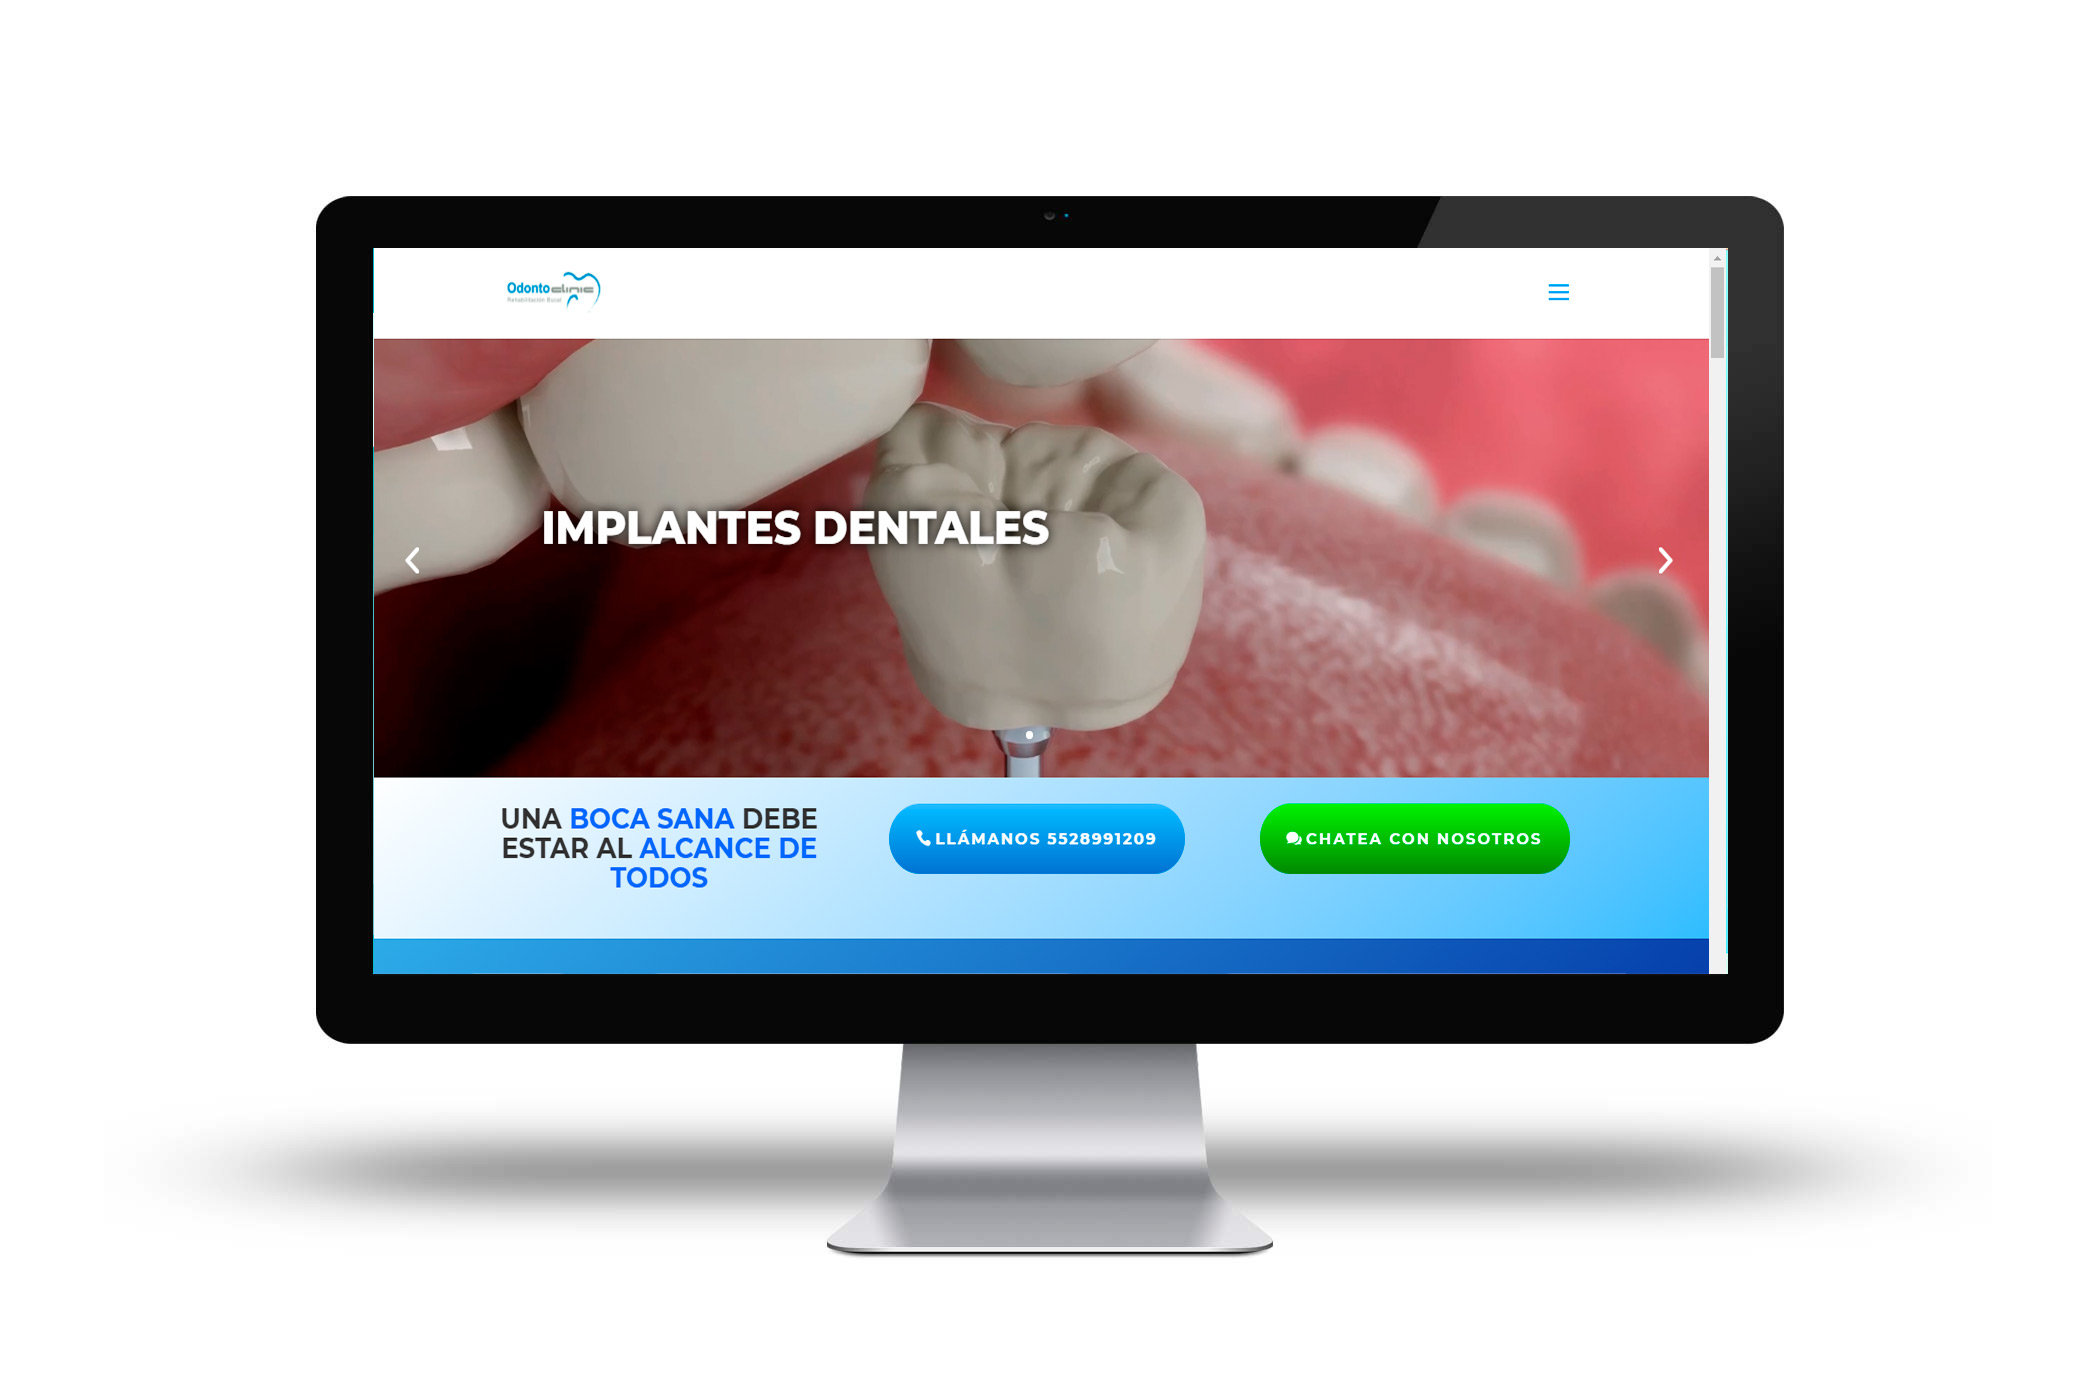 Odontoclinic
Rehabilitación Bucal
IMPLANTES DENTALES
UNA BOCA SANA DEBE
ESTAR AL ALCANCE DE
TODOS
LLÁMANOS 5528991209
CHATEA CON NOSOTROS